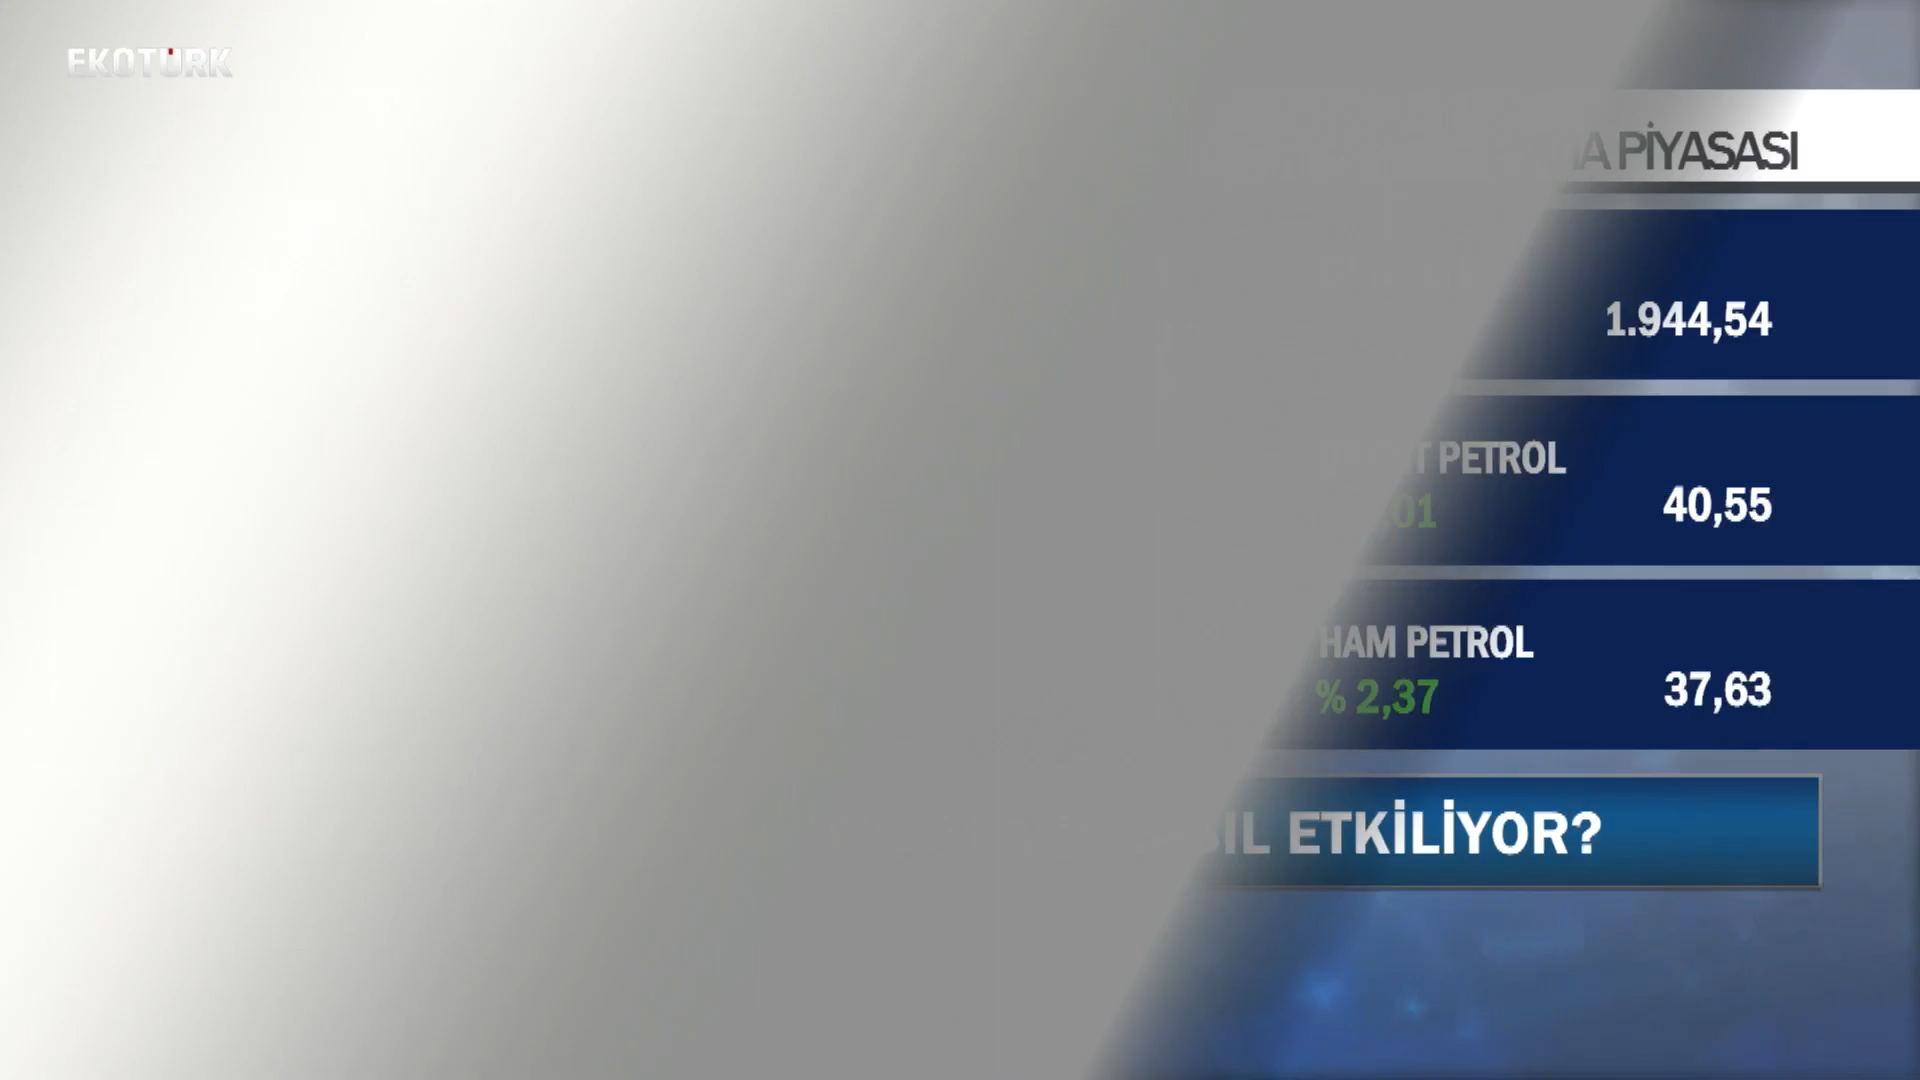 EKOTÜRK
PİYASASI
1.944,54
PETROL
40,55
HAM PETROL
% 2,37
37,63
ETKİLİYOR?